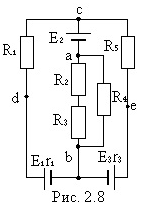 c
E₂
R₁
R₅
a
R₂
R₄
d
e
R₃
b
E₁r₁
E₃r₃
Рис. 2.8